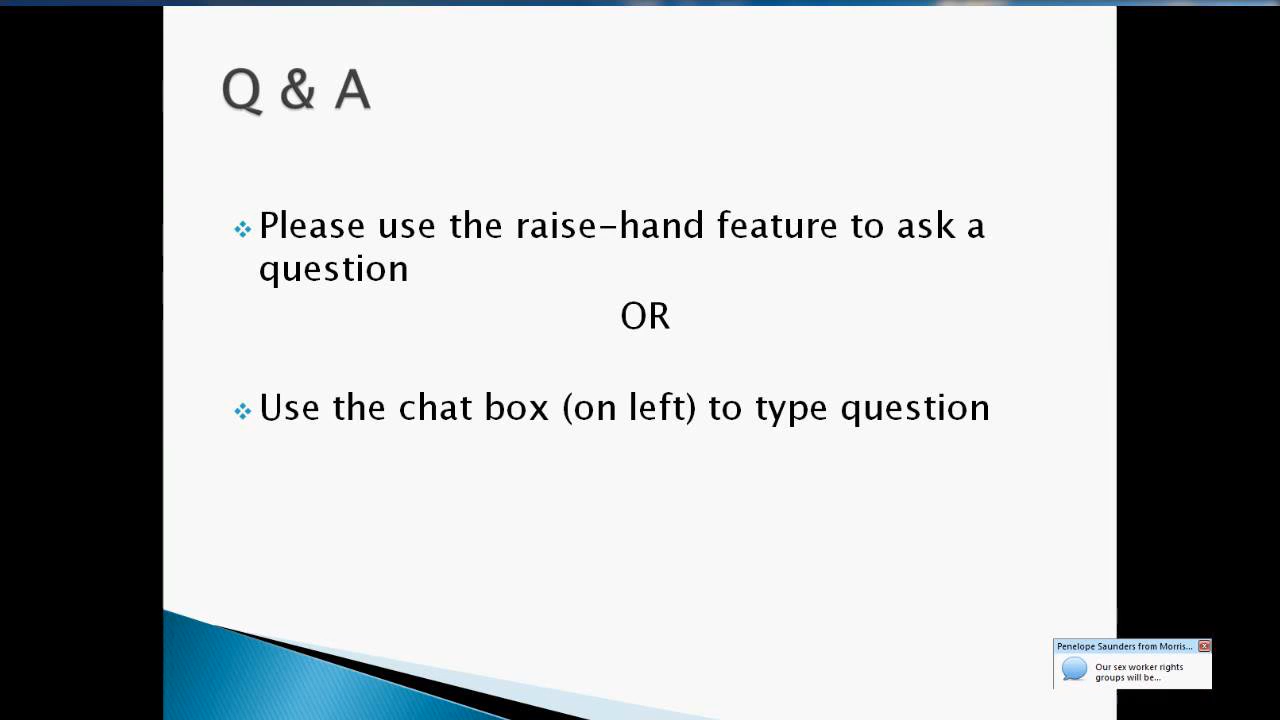 Q & A
Please use the raise-hand feature to ask a
question
OR
Use the chat box (on left) to type question
Penelope Saunders from Morris...
Our sex worker rights
groups will be...